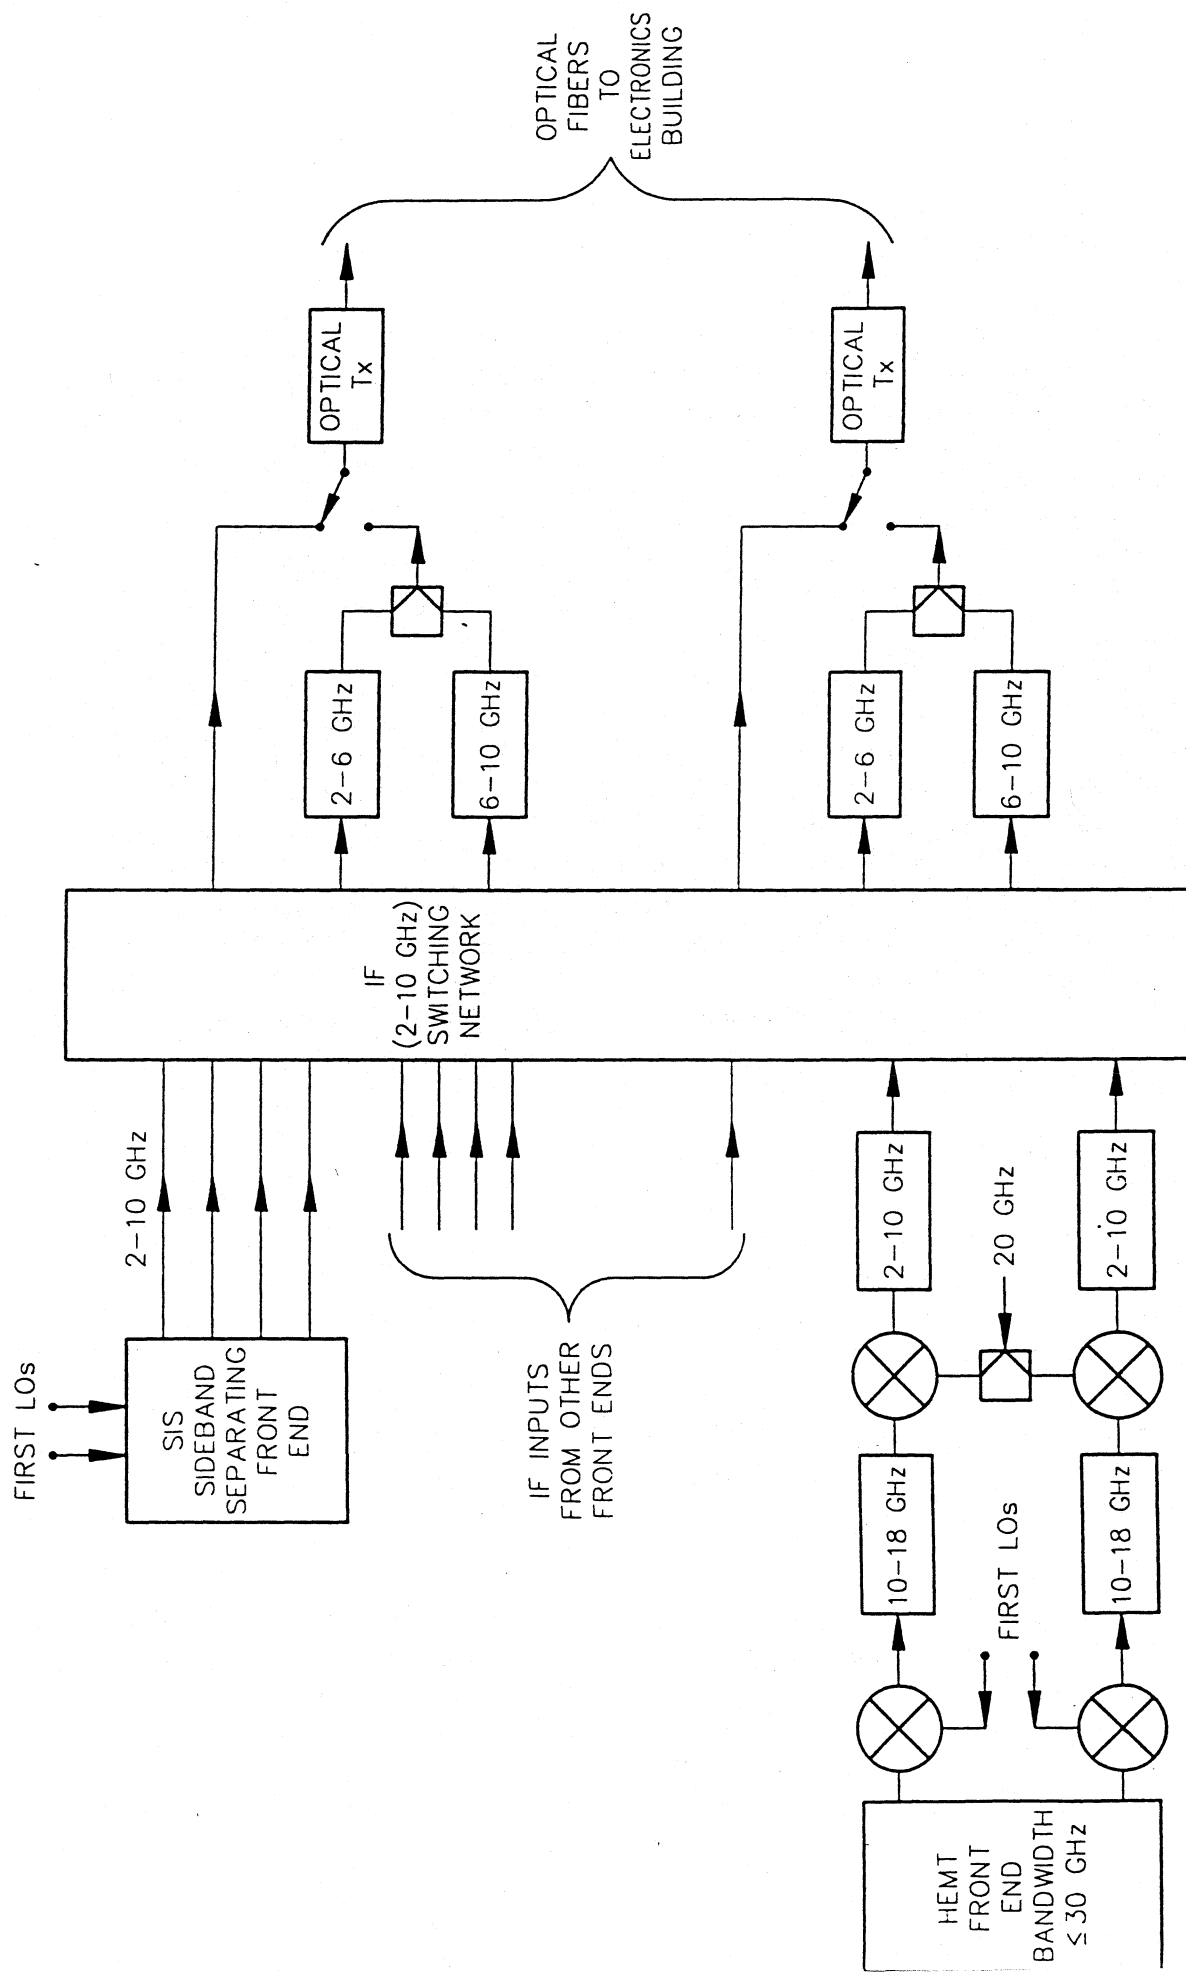 FIRST LOs
SIS
SIDEBAND
SEPARATING
FRONT
END
2-10 GHz
IF INPUTS
FROM OTHER
FRONT ENDS
HEMT
FRONT
END
BANDWIDTH
≤30 GHz
10-18 GHz
10-18 GHz
FIRST LOs
20 GHz
2-10 GHz
2-10 GHz
IF
(2-10 GHz)
SWITCHING
NETWORK
2-6 GHz
6-10 GHz
2-6 GHz
6-10 GHz
OPTICAL
Tx
OPTICAL
Tx
OPTICAL
FIBERS
TO
ELECTRONICS
BUILDING